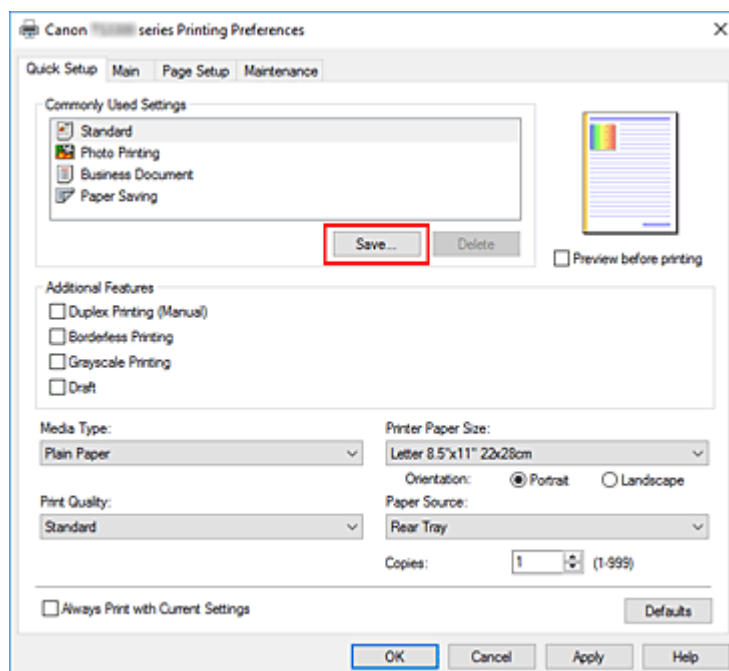 Canon series Printing Preferences
Quick Setup Main Page Setup Maintenance
Commonly Used Settings
Standard
Photo Printing
Business Document
Paper Saving
Save... Delete
Preview before printing
Additional Features
Duplex Printing (Manual)
Borderless Printing
Grayscale Printing
Draft
Media Type:
Plain Paper
Printer Paper Size:
Letter 8.5"x11" 22x28cm
Orientation: Portrait Landscape
Print Quality:
Standard
Paper Source:
Rear Tray
Copies: 1 (1-999)
Always Print with Current Settings
Defaults
OK Cancel Apply Help